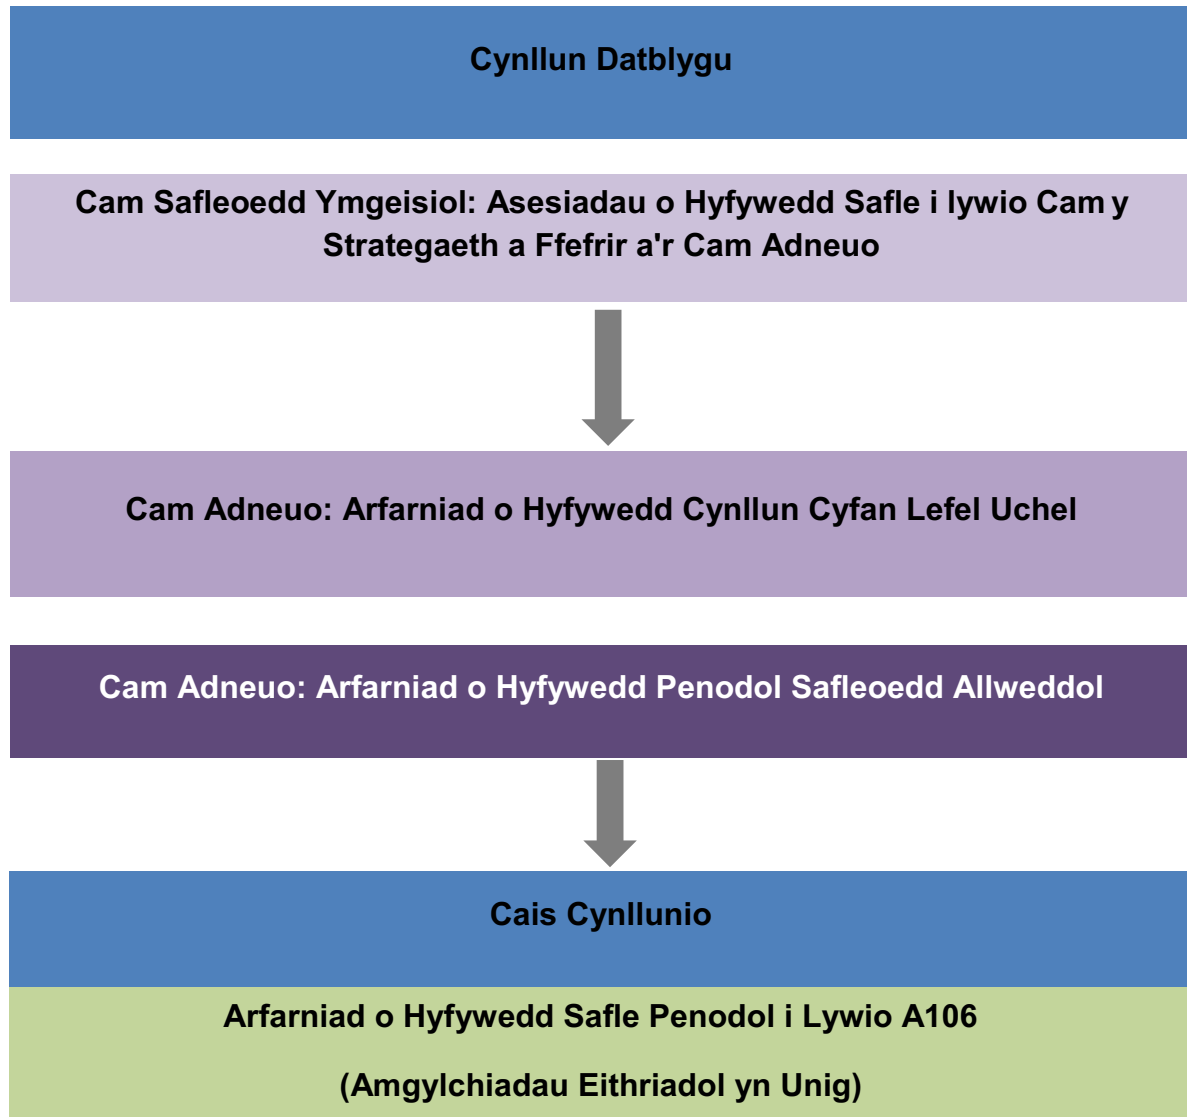 Cynllun Datblygu
Cam Safleoedd Ymgeisiol: Asesiadau o Hyfywedd Safle i lywio Cam y
Strategaeth a Ffefrir a'r Cam Adneuo
Cam Adneuo: Arfarniad o Hyfywedd Cynllun Cyfan Lefel Uchel
Cam Adneuo: Arfarniad o Hyfywedd Penodol Safleoedd Allweddol
Cais Cynllunio
Arfarniad o Hyfywedd Safle Penodol i Lywio A106
(Amgylchiadau Eithriadol yn Unig)